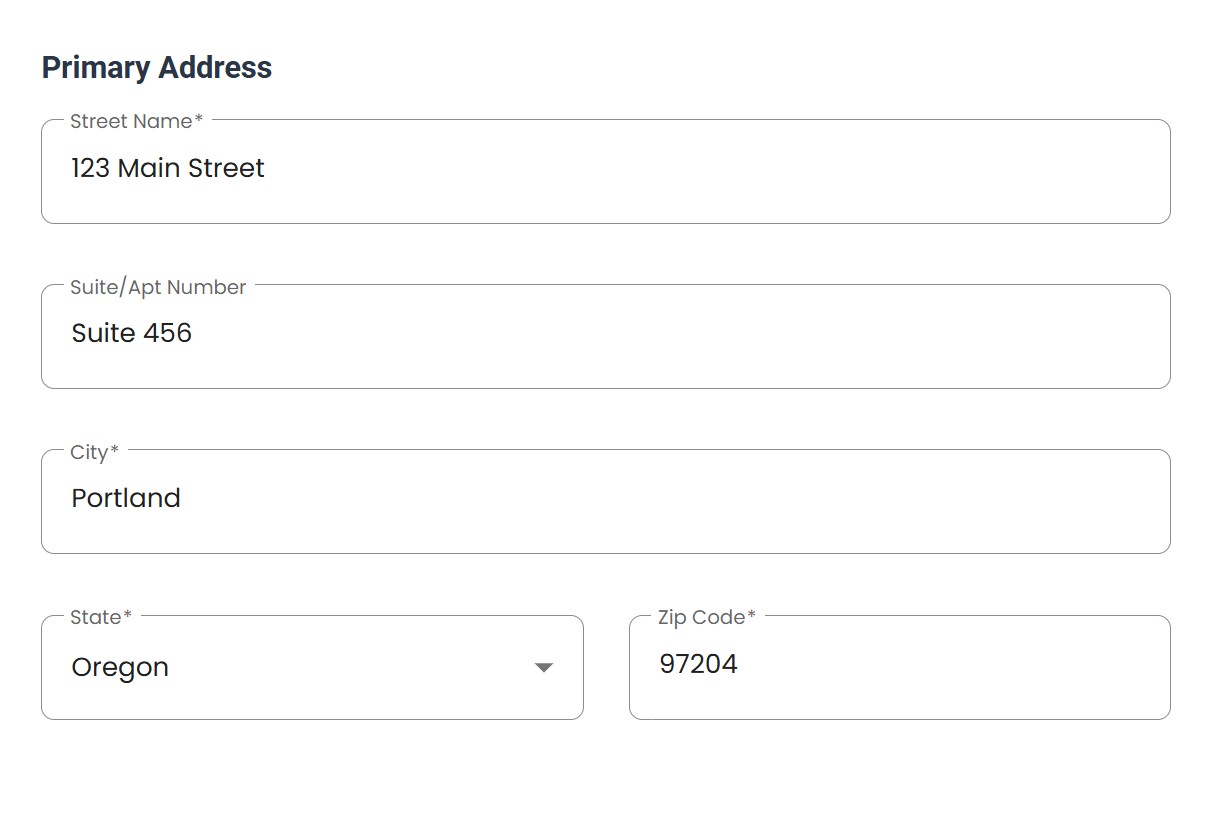 Primary Address
Street Name*
123 Main Street
Suite/Apt Number
Suite 456
City*
Portland
State*
Oregon
Zip Code*
97204